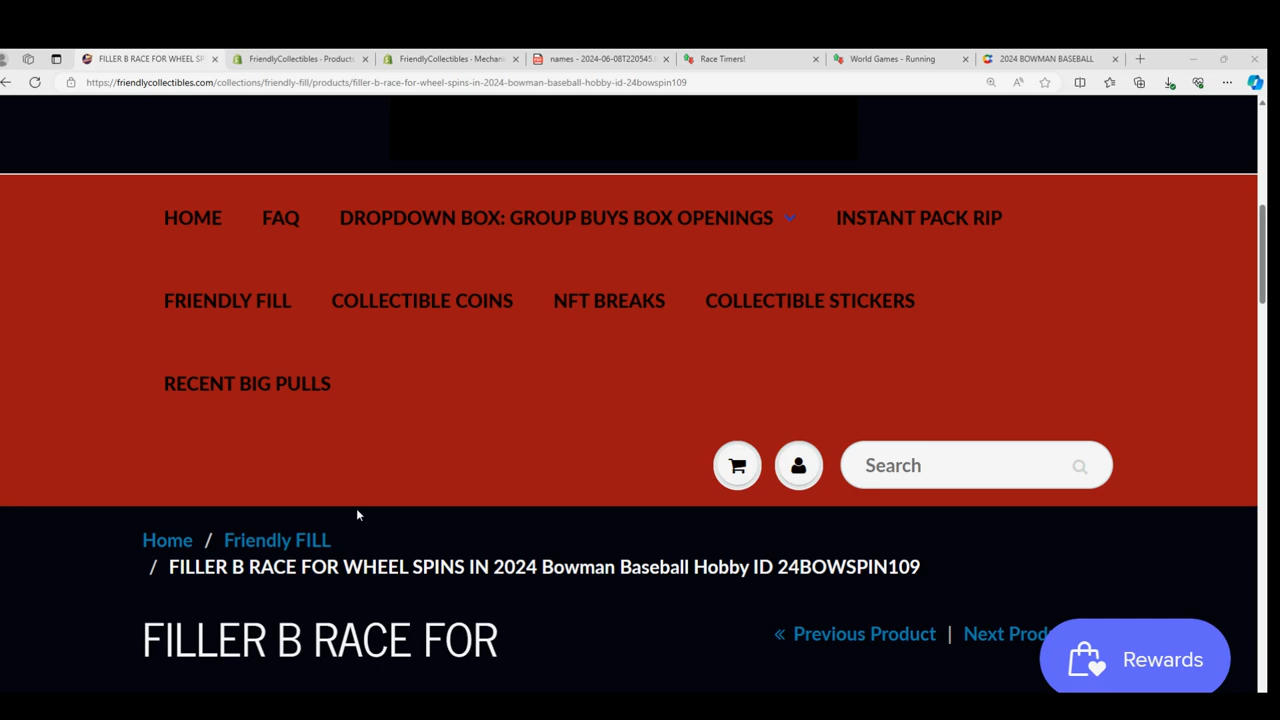 FILLER B RACE FOR WHEEL SP
FriendlyCollectibles · Products
FriendlyCollectibles · Mechani
names - 2024-06-08T220545.
Race Timers!
World Games - Running
2024 BOWMAN BASEBALL
https://friendlycollectibles.com/collections/friendly-fill/products/filler-b-race-for-wheel-spins-in-2024-bowman-baseball-hobby-id-24bowspin109
HOME FAQ DROPDOWN BOX: GROUP BUYS BOX OPENINGS INSTANT PACK RIP
FRIENDLY FILL COLLECTIBLE COINS NFT BREAKS COLLECTIBLE STICKERS
RECENT BIG PULLS
Search
Home / Friendly FILL
/ FILLER B RACE FOR WHEEL SPINS IN 2024 Bowman Baseball Hobby ID 24BOWSPIN109
FILLER B RACE FOR
« Previous Product | Next Prod
Rewards